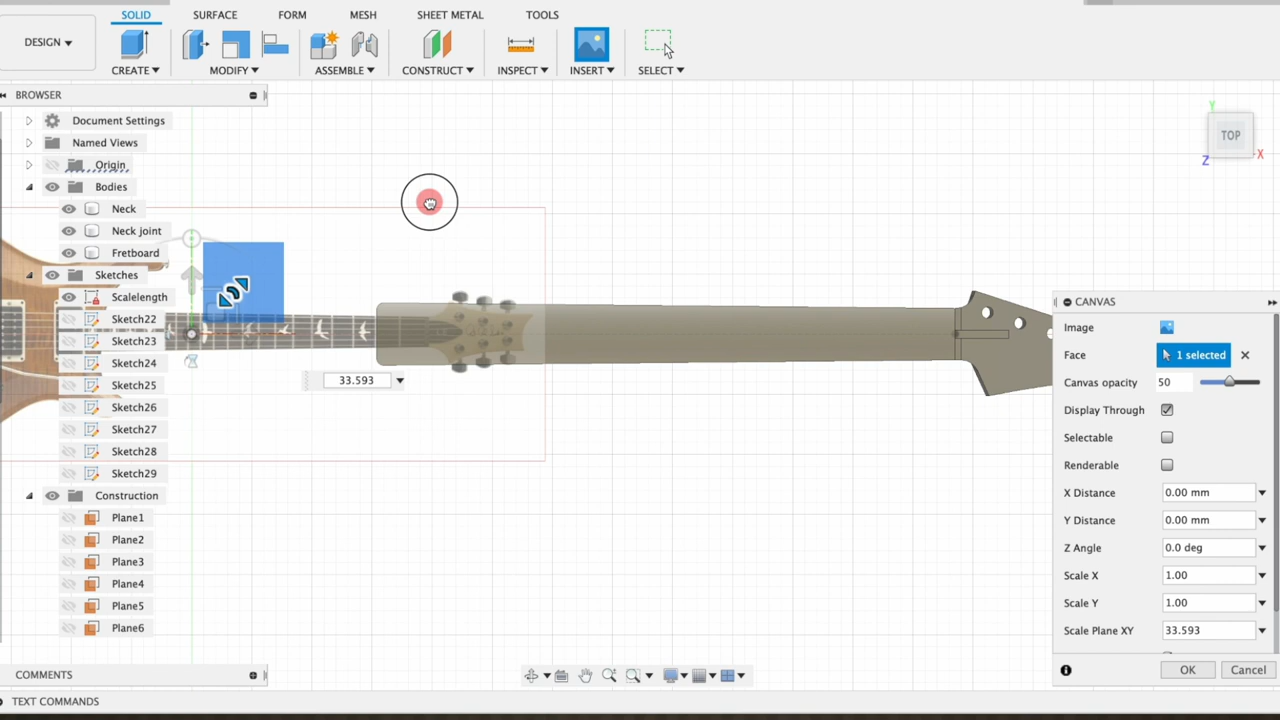 SOLID SURFACE FORM MESH SHEET METAL TOOLS
DESIGN
CREATE MODIFY ASSEMBLE CONSTRUCT INSPECT INSERT SELECT
BROWSER
Document Settings
Named Views
Origin
Bodies
Neck
Neck joint
Fretboard
Sketches
Scalelength
Sketch22
Sketch23
Sketch24
Sketch25
Sketch26
Sketch27
Sketch28
Sketch29
Construction
Plane1
Plane2
Plane3
Plane4
Plane5
Plane6
33.593
Y
TOP
X
Z
CANVAS
Image
Face 1 selected
Canvas opacity 50
Display Through
Selectable
Renderable
X Distance 0.00 mm
Y Distance 0.00 mm
Z Angle 0.0 deg
Scale X 1.00
Scale Y 1.00
Scale Plane XY 33.593
OK Cancel
COMMENTS
TEXT COMMANDS